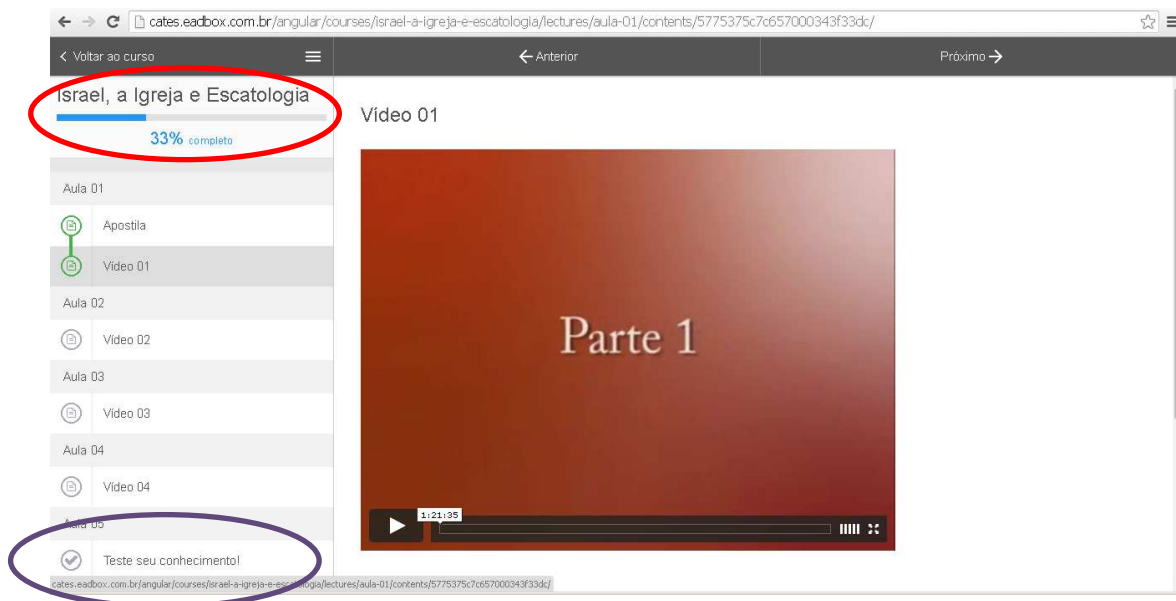 cates.eadbox.com.br/angular/courses/israel-a-igreja-e-escatologia/lectures/aula-01/contents/5775375c7c657000343f33dc/
Voltar ao curso
Anterior
Próximo
Israel, a Igreja e Escatologia
33% completo
Vídeo 01
Aula 01
Apostila
Vídeo 01
Aula 02
Vídeo 02
Aula 03
Vídeo 03
Aula 04
Vídeo 04
Aula 05
Teste seu conhecimento!
Parte 1
1:21:35
cates.eadbox.com.br/angular/courses/israel-a-igreja-e-escatologia/lectures/aula-01/contents/5775375c7c657000343f33dc/